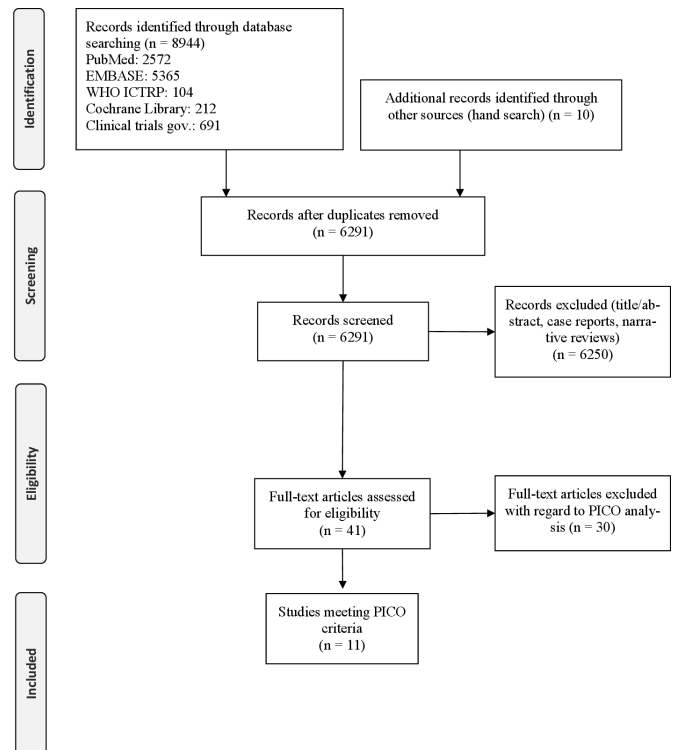 Identification
Records identified through database
searching (n = 8944)
PubMed: 2572
EMBASE: 5365
WHO ICTRP: 104
Cochrane Library: 212
Clinical trials gov.: 691
Additional records identified through
other sources (hand search) (n = 10)
Screening
Records after duplicates removed
(n = 6291)
Records screened
(n = 6291)
Records excluded (title/ab-
stract, case reports, narra-
tive reviews)
(n = 6250)
Eligibility
Full-text articles assessed
for eligibility
(n = 41)
Full-text articles excluded
with regard to PICO analy-
sis (n = 30)
Included
Studies meeting PICO
criteria
(n = 11)